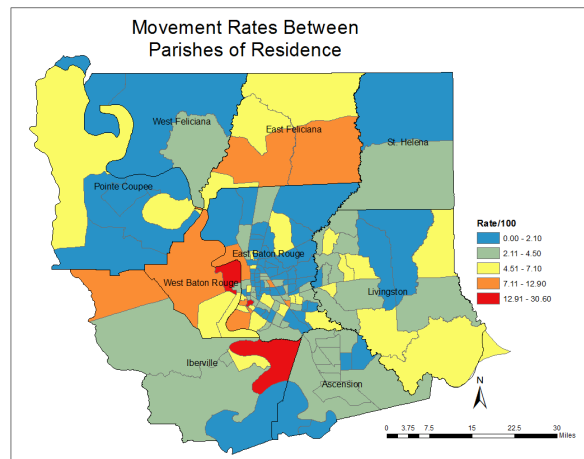 Movement Rates Between
Parishes of Residence
West Feliciana
East Feliciana
St. Helena
Pointe Coupee
East Baton Rouge
West Baton Rouge
Livingston
Iberville
Ascension
Rate/100
0.00 - 2.10
2.11 - 4.50
4.51 - 7.10
7.11 - 12.90
12.91 - 30.60
N
0 3.75 7.5 15 22.5 30
Miles